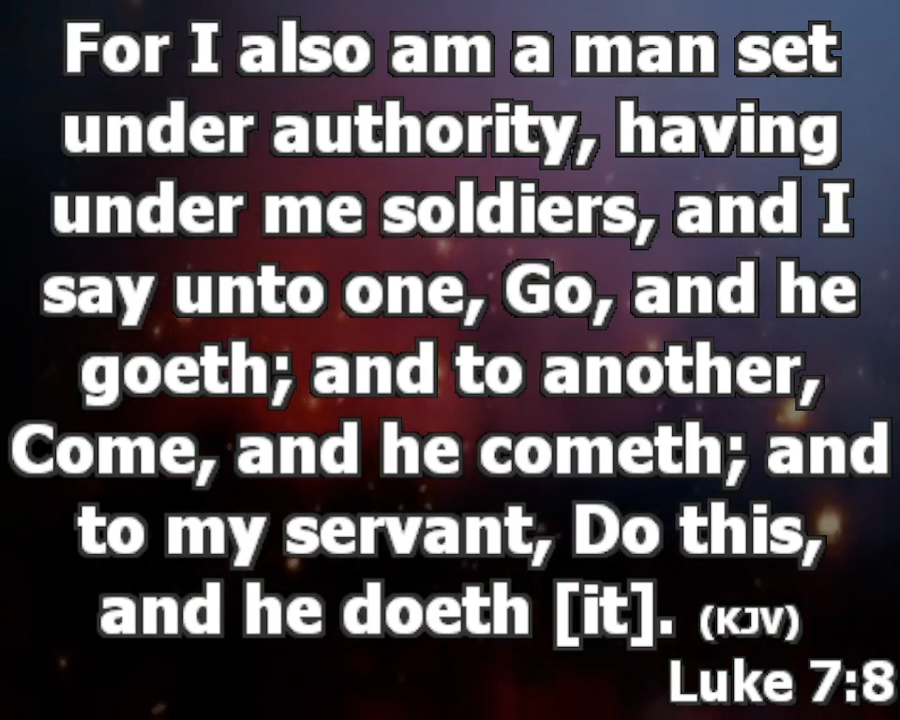 For I also am a man set
under authority, having
under me soldiers, and I
say unto one, Go, and he
goeth; and to another,
Come, and he cometh; and
to my servant, Do this,
and he doeth [it]. (KJV)
Luke 7:8